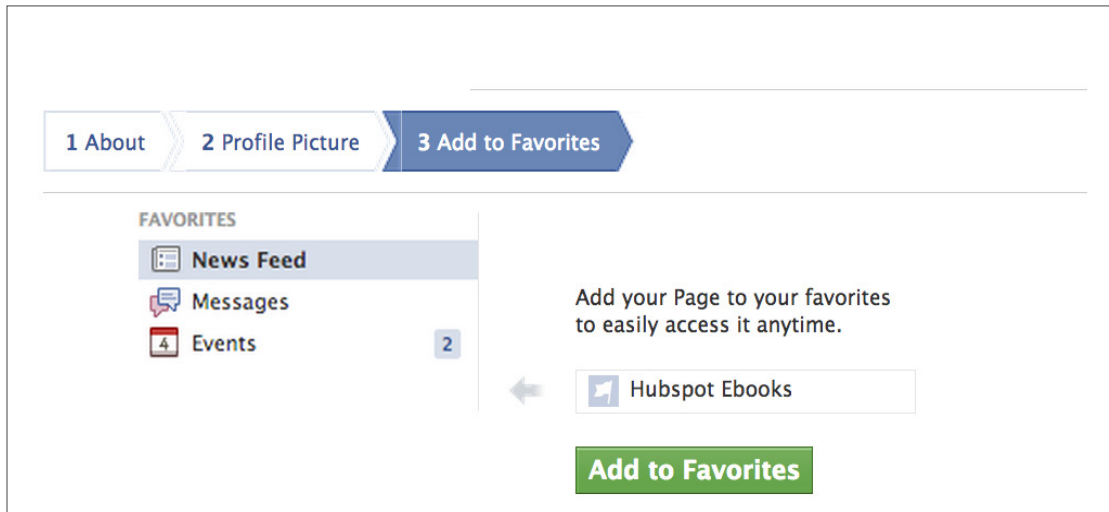 1 About 2 Profile Picture 3 Add to Favorites
FAVORITES
News Feed
Messages
4 Events 2
Add your Page to your favorites
to easily access it anytime.
Hubspot Ebooks
Add to Favorites